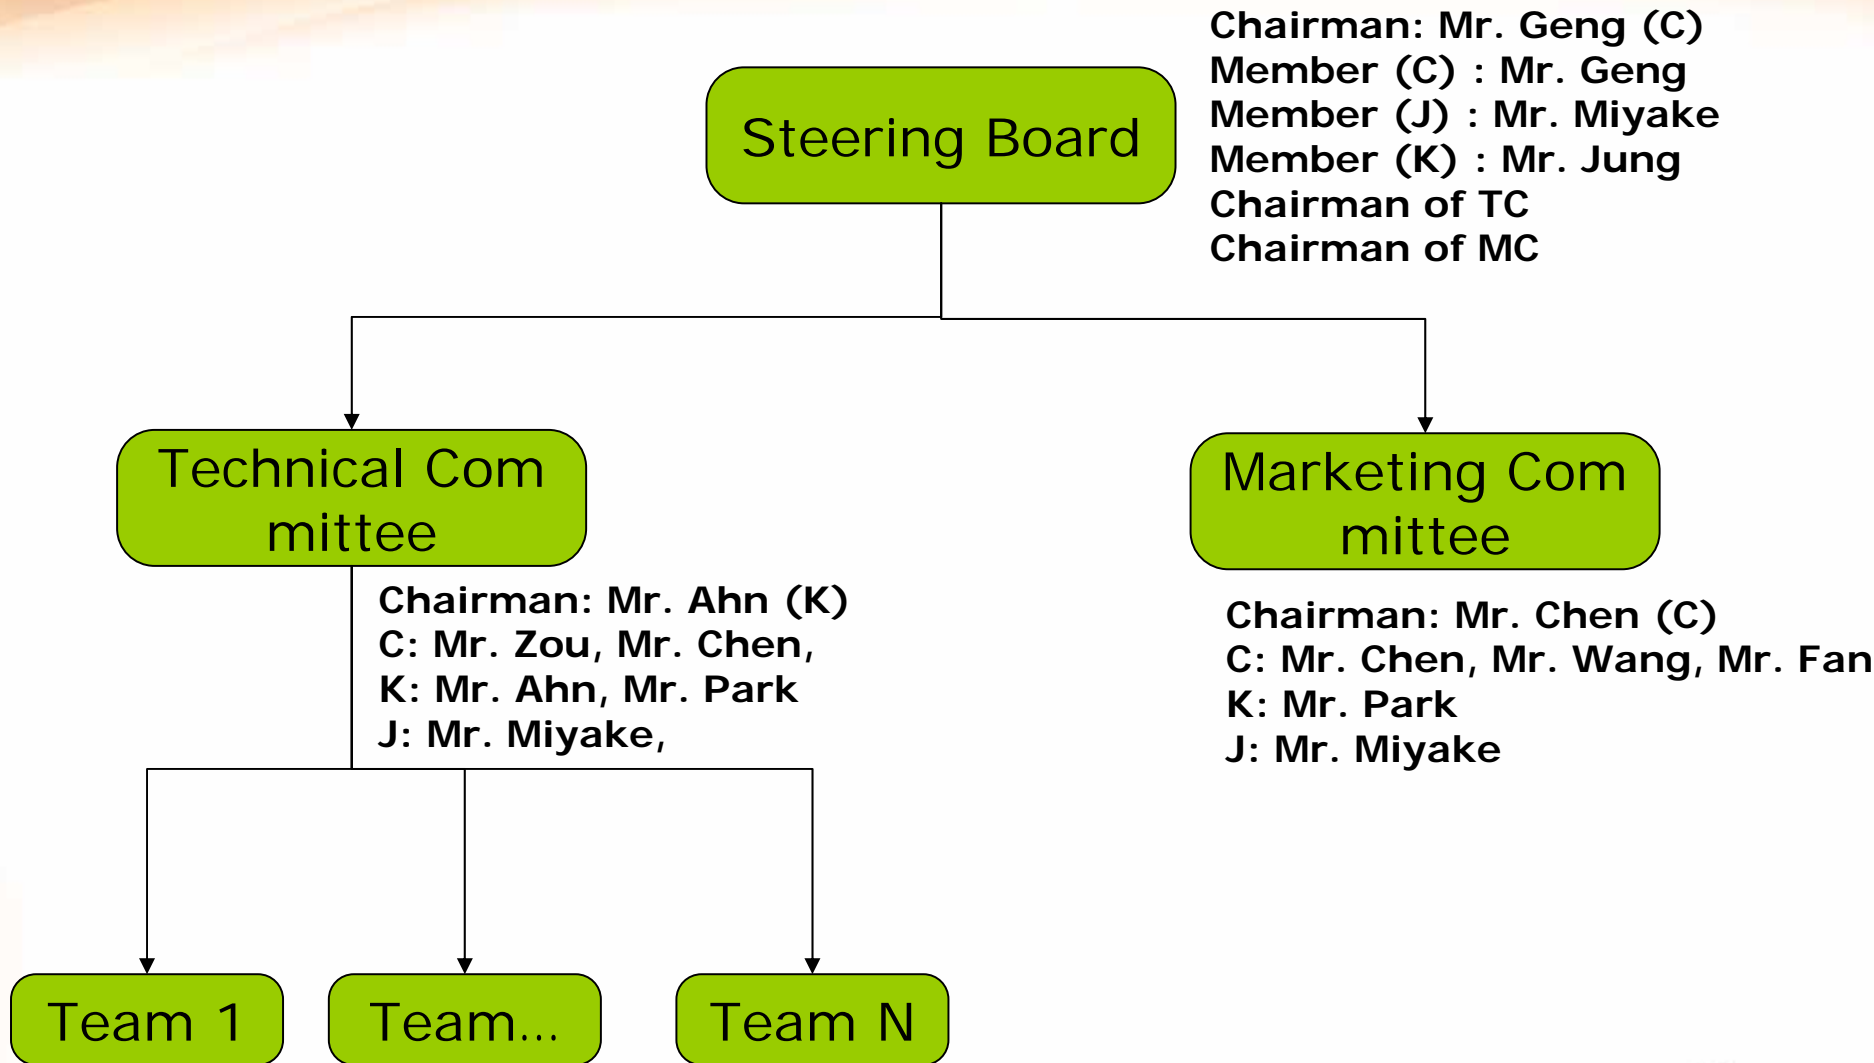 Chairman: Mr. Geng (C)
Member (C) : Mr. Geng
Member (J) : Mr. Miyake
Member (K) : Mr. Jung
Chairman of TC
Chairman of MC
Steering Board
Technical Com
mittee
Marketing Com
mittee
Chairman: Mr. Ahn (K)
C: Mr. Zou, Mr. Chen,
K: Mr. Ahn, Mr. Park
J: Mr. Miyake,
Chairman: Mr. Chen (C)
C: Mr. Chen, Mr. Wang, Mr. Fan
K: Mr. Park
J: Mr. Miyake
Team 1
Team...
Team N